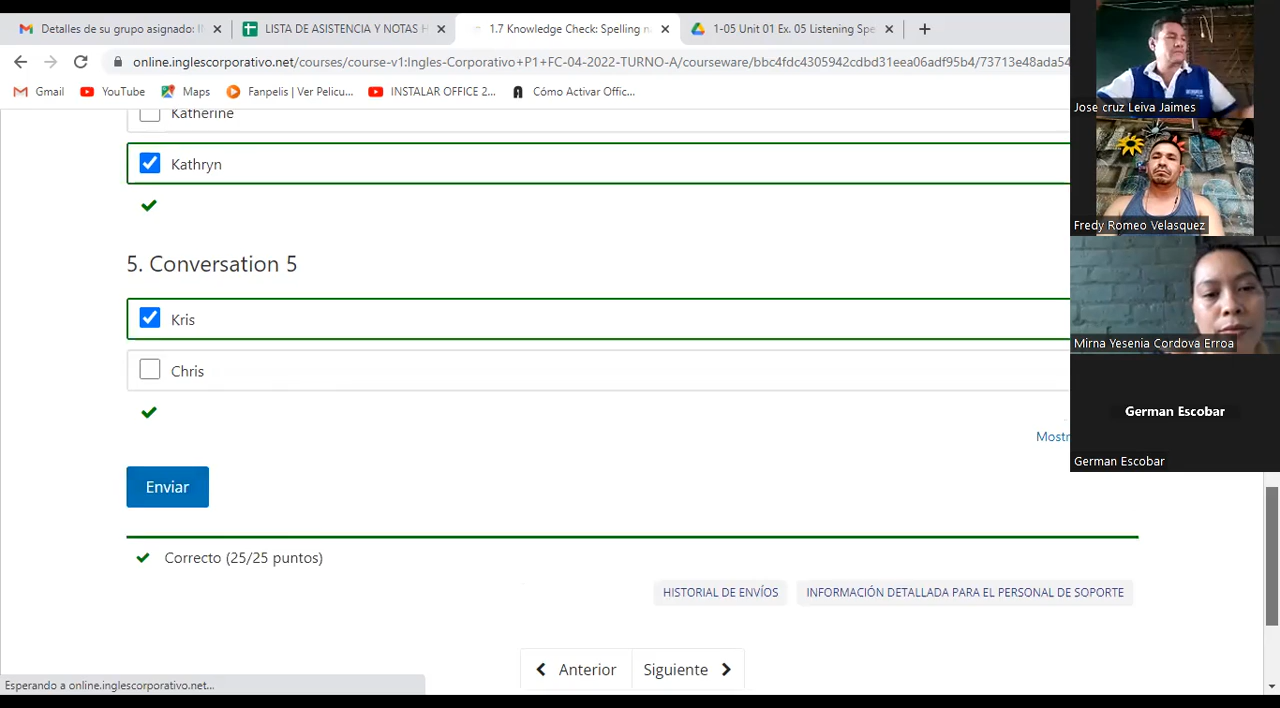 Detalles de su grupo asignado: II
LISTA DE ASISTENCIA Y NOTAS H
1.7 Knowledge Check: Spelling n
1-05 Unit 01 Ex. 05 Listening Spe
online.inglescorporativo.net/courses/course-v1:Ingles-Corporativo+P1+FC-04-2022-TURNO-A/courseware/bbc4fdc4305942cdbd31eea06adf95b4/73713e48ada54
Gmail
YouTube
Maps
Fanpelis | Ver Pelicu...
INSTALAR OFFICE 2...
Cómo Activar Offic...
Katherine
Kathryn
5. Conversation 5
Kris
Chris
Mostr
Enviar
Correcto (25/25 puntos)
HISTORIAL DE ENVÍOS
INFORMACIÓN DETALLADA PARA EL PERSONAL DE SOPORTE
Anterior
Siguiente
Esperando a online.inglescorporativo.net...
Jose cruz Leiva Jaimes
Fredy Romeo Velasquez
Mirna Yesenia Cordova Erroa
German Escobar
German Escobar